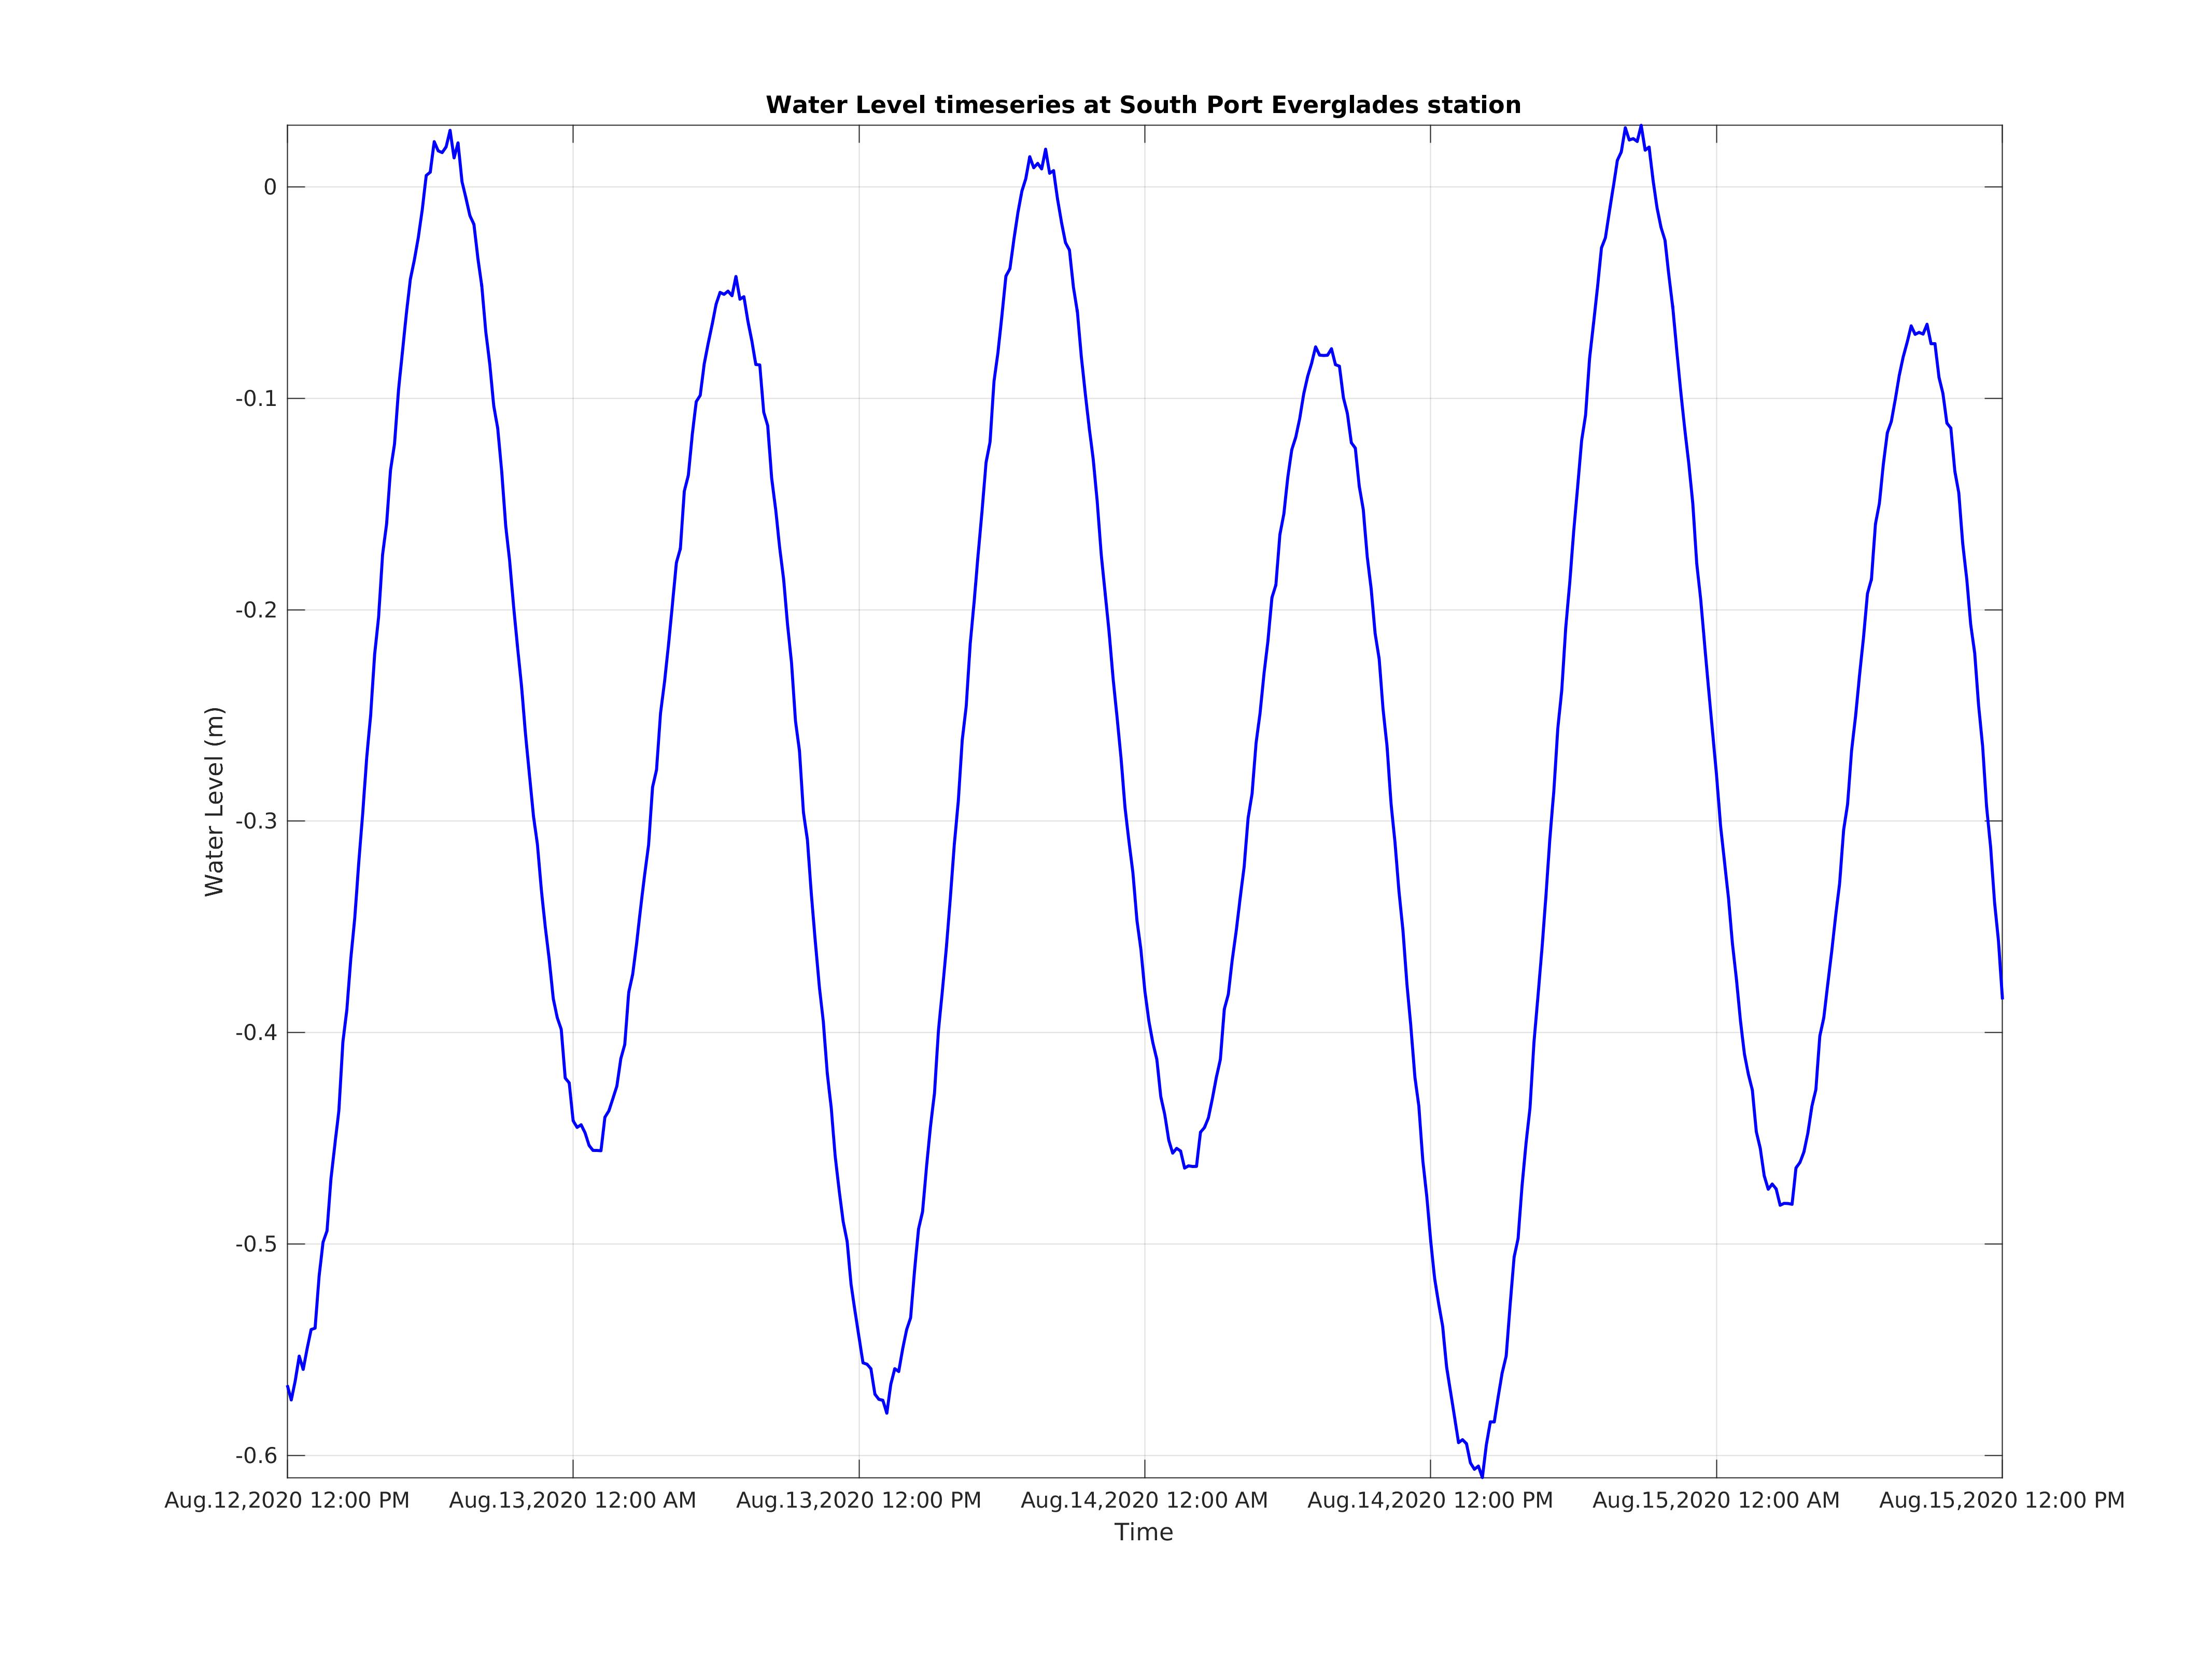 Water Level timeseries at South Port Everglades station
0
-0.1
-0.2
-0.3
-0.4
-0.5
-0.6
Water Level (m)
Aug.12,2020 12:00 PM
Aug.13,2020 12:00 AM
Aug.13,2020 12:00 PM
Aug.14,2020 12:00 AM
Aug.14,2020 12:00 PM
Aug.15,2020 12:00 AM
Aug.15,2020 12:00 PM
Time